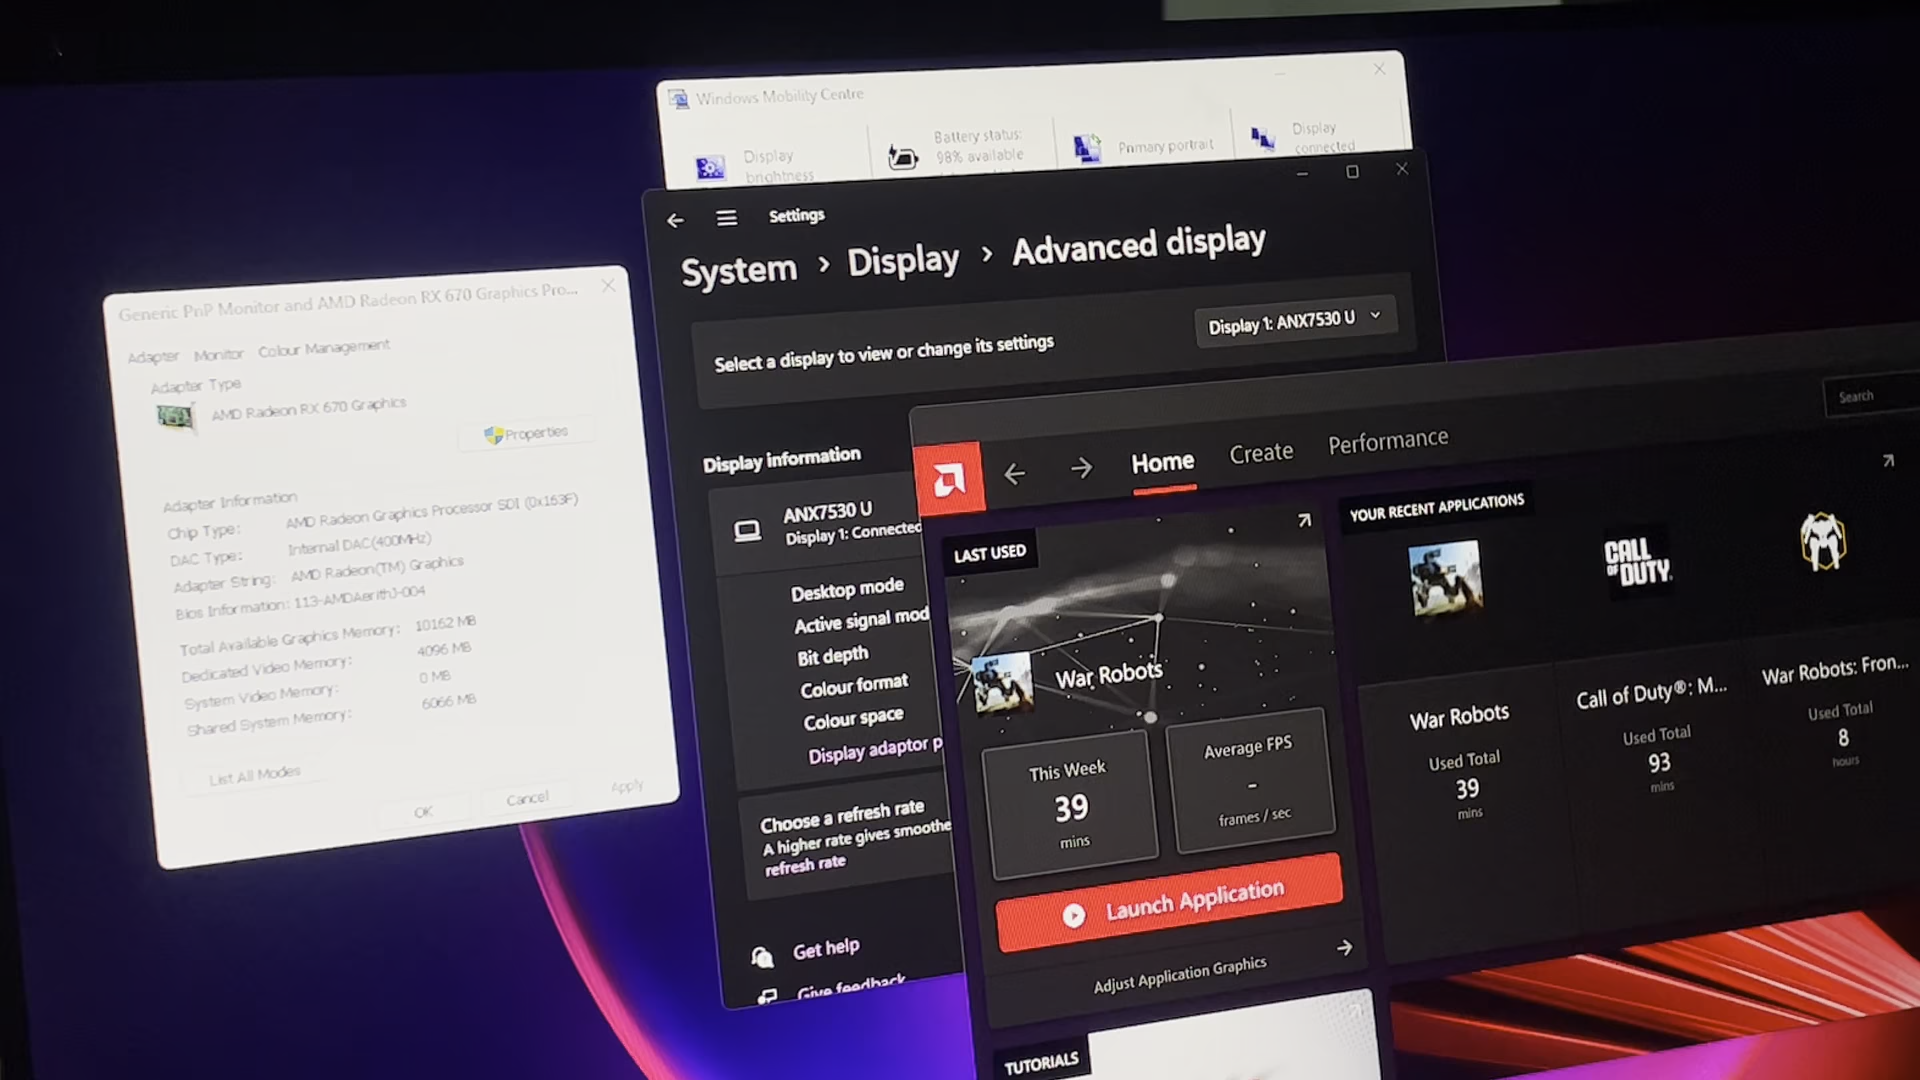 Windows Mobility Centre
Display
brightness
Battery status:
98% available
Primary portrait
Display
connected
Settings
System > Display > Advanced display
Select a display to view or change its settings
Display 1: ANX7530 U
Display information
ANX7530 U
Display 1: Connected
Desktop mode
Active signal mod
Bit depth
Colour format
Colour space
Display adaptor p
Choose a refresh rate
A higher rate gives smoothe
refresh rate
Get help
Give feedback
Generic PnP Monitor and AMD Radeon RX 670 Graphics Pro...
Adapter Monitor Colour Management
Adapter Type
AMD Radeon RX 670 Graphics
Properties
Adapter Information
Chip Type: AMD Radeon Graphics Processor SDI (0x163F)
DAC Type: Internal DAC(400MHz)
Adapter String: AMD Radeon(TM) Graphics
Bios Information: 113-AMDAerithJ-004
Total Available Graphics Memory: 10162 MB
Dedicated Video Memory: 4096 MB
System Video Memory: 0 MB
Shared System Memory: 6066 MB
List All Modes
OK Cancel Apply
Search
Home Create Performance
LAST USED
War Robots
This Week
39
mins
Average FPS
-
frames / sec
Launch Application
Adjust Application Graphics
TUTORIALS
YOUR RECENT APPLICATIONS
CALL
OF DUTY
War Robots
Used Total
39
mins
Call of Duty®: M...
Used Total
93
mins
War Robots: Fron...
Used Total
8
hours